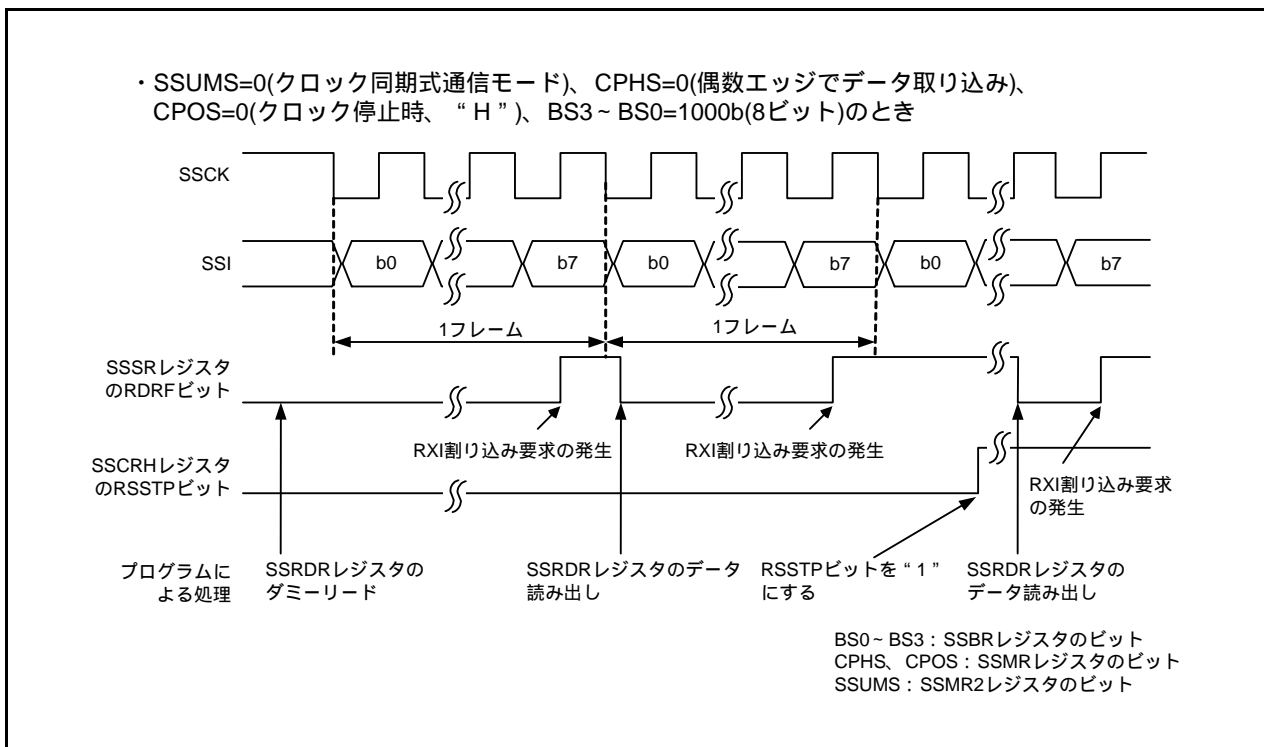 ・SSUMS=0(クロック同期式通信モード)、CPHS=0(偶数エッジでデータ取り込み)、
CPOS=0(クロック停止時、“H”)、BS3~BS0=1000b(8ビット)のとき
SSCK
SSI
b0
b7
b0
b7
b0
b7
1フレーム
1フレーム
SSSRレジスタ
のRDRFビット
RXI割り込み要求の発生
RXI割り込み要求の発生
RXI割り込み要求
の発生
SSCRHレジスタ
のRSSTPビット
プログラムに
よる処理
SSRDRレジスタの
ダミーリード
SSRDRレジスタのデータ
読み出し
RSSTPビットを“1”
にする
SSRDRレジスタの
データ読み出し
BS0~BS3:SSBRレジスタのビット
CPHS、CPOS:SSMRレジスタのビット
SSUMS:SSMR2レジスタのビット